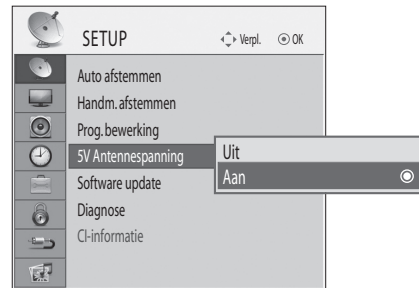 SETUP Verpl. OK
Auto afstemmen
Handm. afstemmen
Prog. bewerking
5V Antennespanning Uit
Aan
Software update
Diagnose
CI-informatie